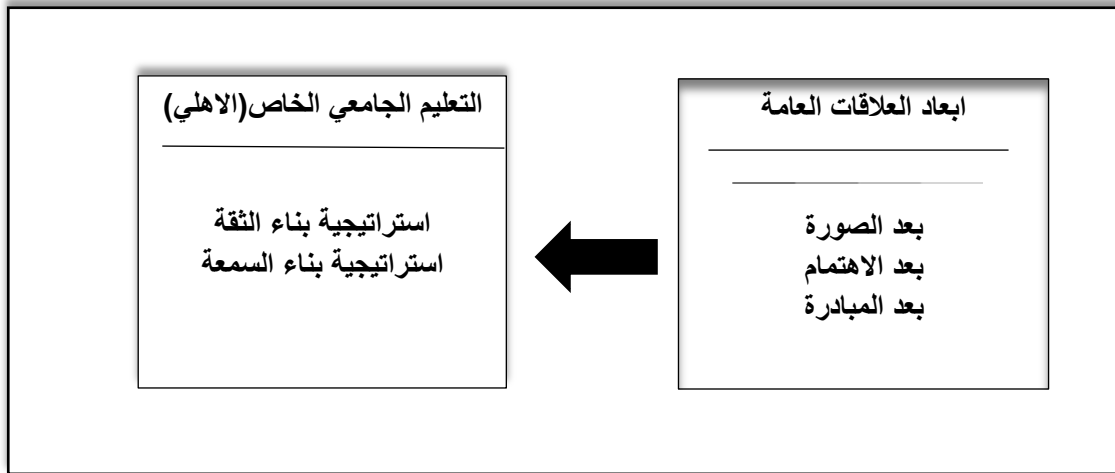 ابعاد العلاقات العامة
بعد الصورة
بعد الاهتمام
بعد المبادرة
التعليم الجامعي الخاص(الاهلي)
استراتيجية بناء الثقة
استراتيجية بناء السمعة